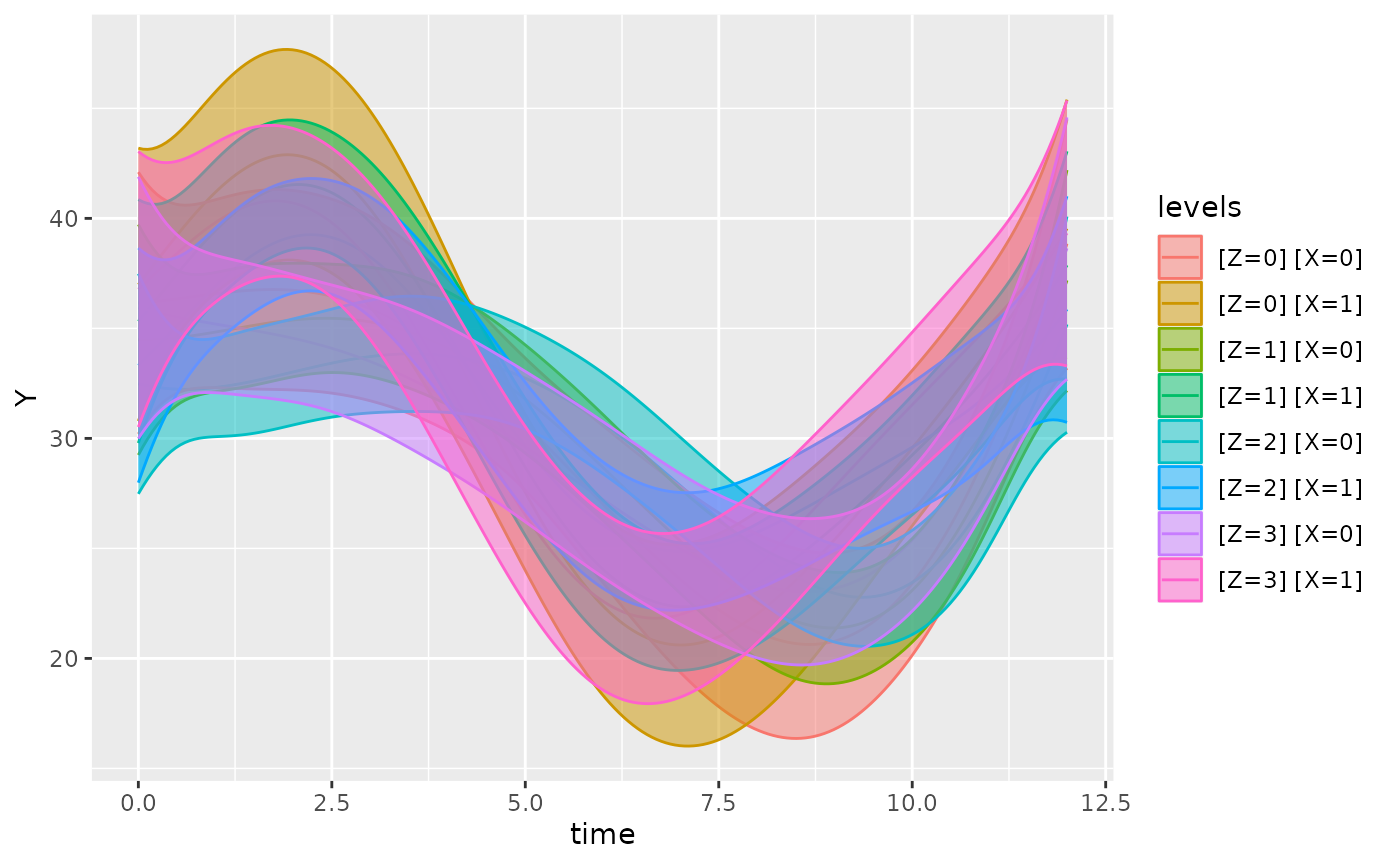 Y
40
30
20
0.0 2.5 5.0 7.5 10.0 12.5
time
levels
[Z=0] [X=0]
[Z=0] [X=1]
[Z=1] [X=0]
[Z=1] [X=1]
[Z=2] [X=0]
[Z=2] [X=1]
[Z=3] [X=0]
[Z=3] [X=1]